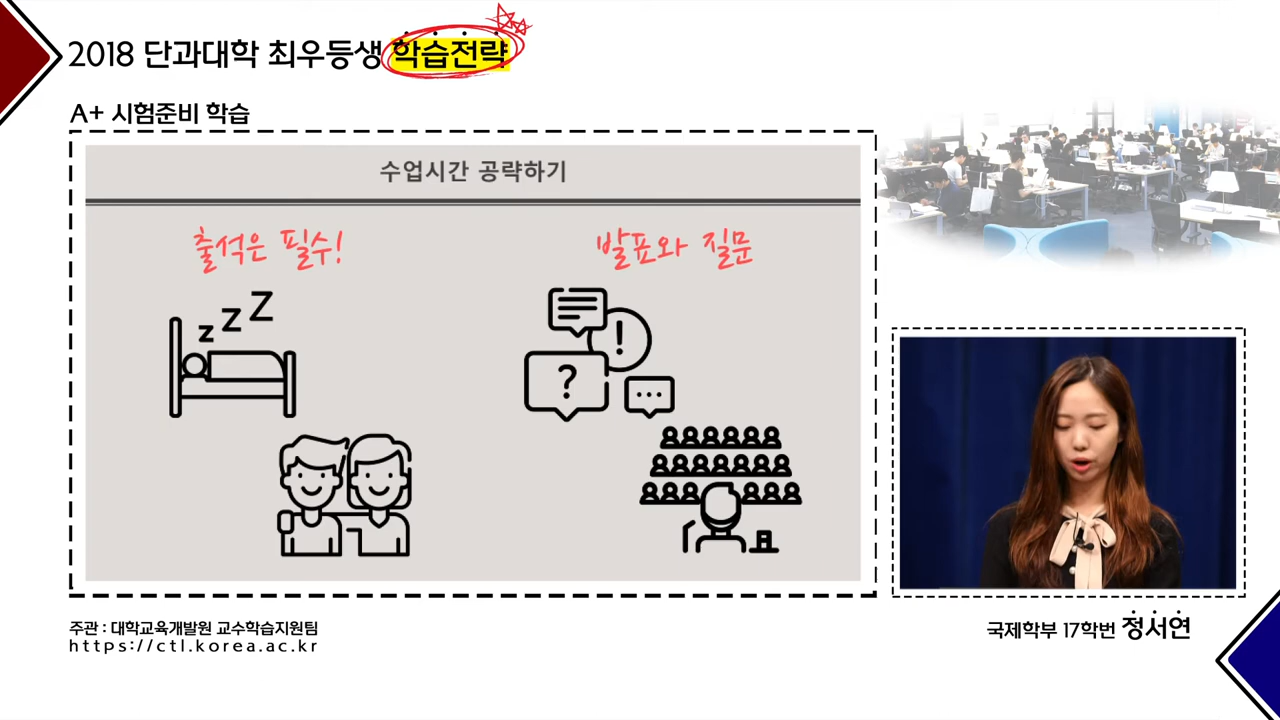 2018 단과대학 최우등생 학습전략
A+ 시험준비 학습
수업시간 공략하기
출석은 필수!
발표와 질문
z z Z
!
?
...
주관 : 대학교육개발원 교수학습지원팀
https://ctl.korea.ac.kr
국제학부 17학번 정서연